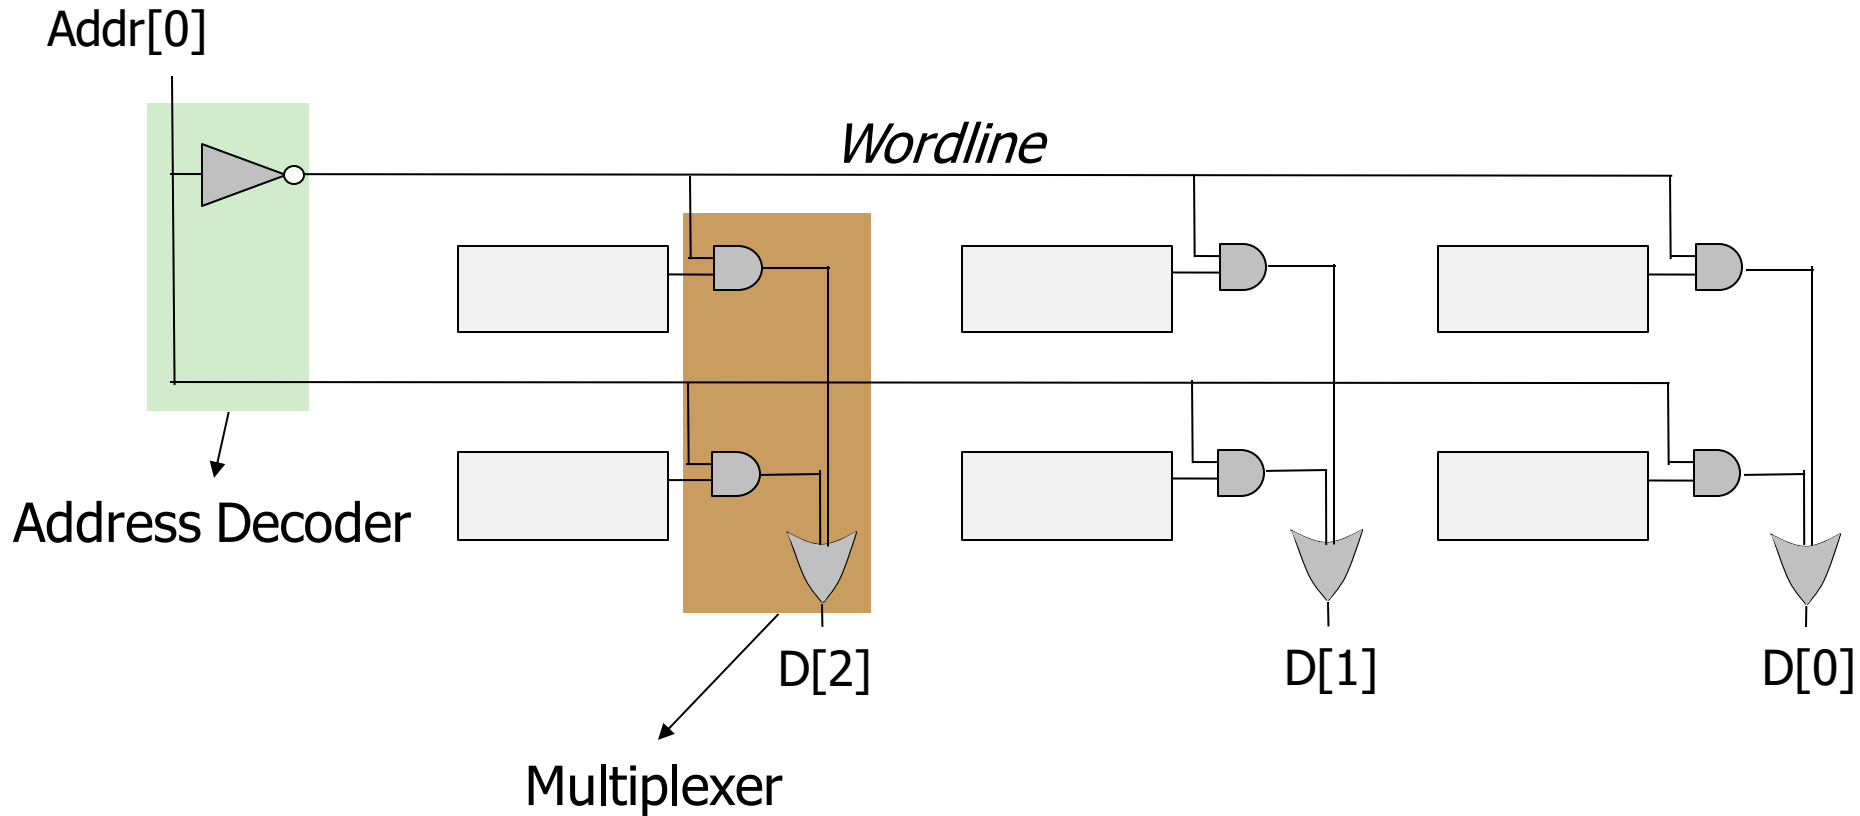 Addr[0]
Wordline
Address Decoder
D[2]
D[1]
D[0]
Multiplexer